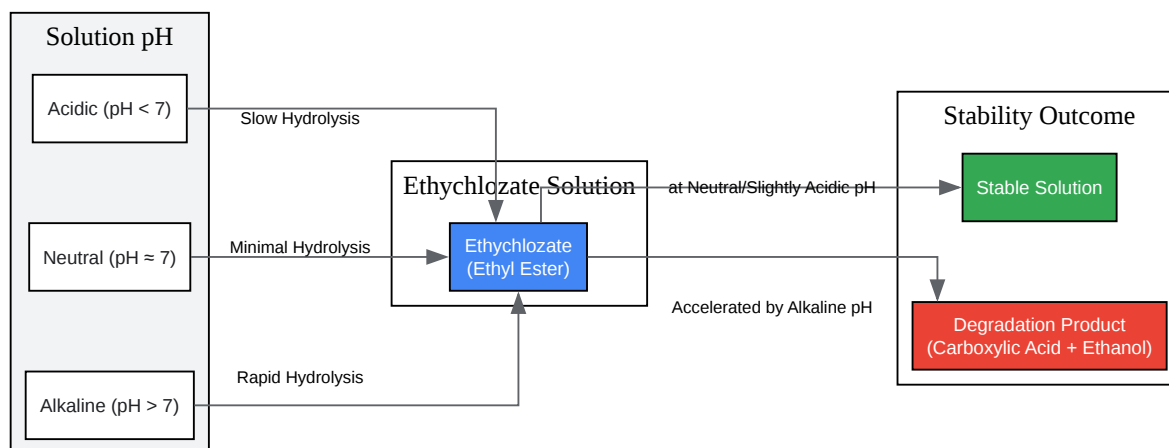 Solution pH
Acidic (pH < 7)
Slow Hydrolysis
Neutral (pH ≈ 7)
Minimal Hydrolysis
Alkaline (pH > 7)
Rapid Hydrolysis
Ethychlozate Solution
Ethychlozate
(Ethyl Ester)
at Neutral/Slightly Acidic pH
Accelerated by Alkaline pH
Stability Outcome
Stable Solution
Degradation Product
(Carboxylic Acid + Ethanol)